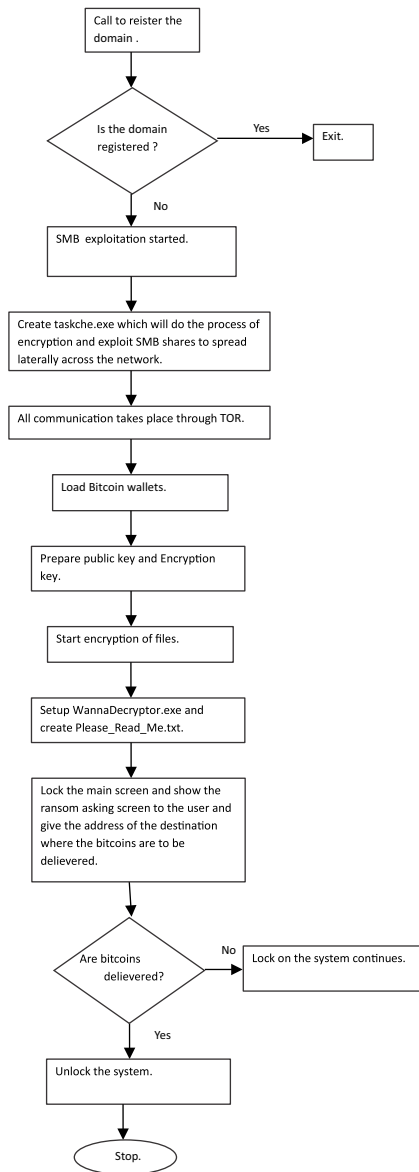 Call to reister the
domain .
Is the domain
registered ?
Yes
Exit.
No
SMB exploitation started.
Create taskche.exe which will do the process of
encryption and exploit SMB shares to spread
laterally across the network.
All communication takes place through TOR.
Load Bitcoin wallets.
Prepare public key and Encryption
key.
Start encryption of files.
Setup WannaDecryptor.exe and
create Please_Read_Me.txt.
Lock the main screen and show the
ransom asking screen to the user and
give the address of the destination
where the bitcoins are to be
delievered.
Are bitcoins
delievered?
No
Lock on the system continues.
Yes
Unlock the system.
Stop.